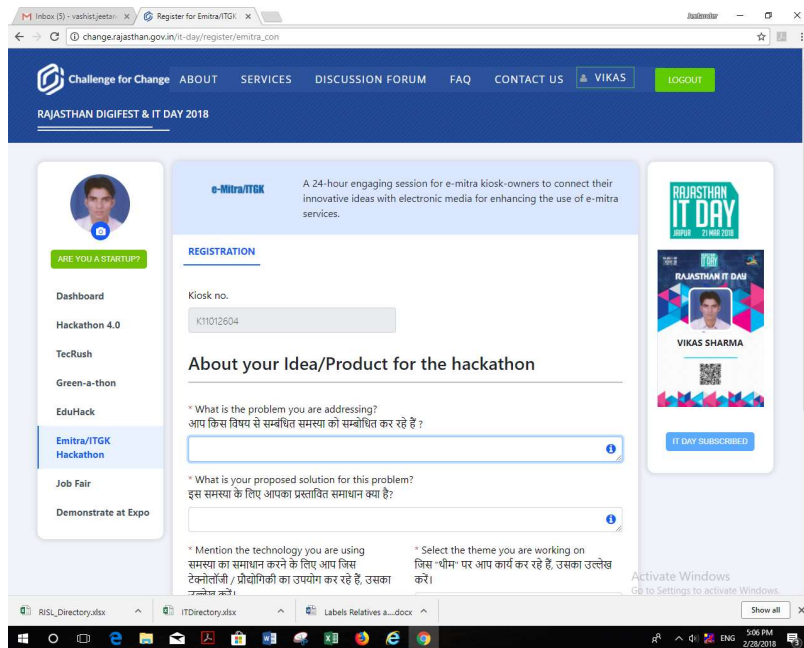 Inbox (5) - vashist.jeetan
Register for Emitra/ITGK
Jeetander
change.rajasthan.gov.in/it-day/register/emitra_con
Challenge for Change
ABOUT
SERVICES
DISCUSSION FORUM
FAQ
CONTACT US
VIKAS
LOGOUT
RAJASTHAN DIGIFEST & IT DAY 2018
ARE YOU A STARTUP?
Dashboard
Hackathon 4.0
TecRush
Green-a-thon
EduHack
Emitra/ITGK
Hackathon
Job Fair
Demonstrate at Expo
e-Mitra/ITGK
A 24-hour engaging session for e-mitra kiosk-owners to connect their
innovative ideas with electronic media for enhancing the use of e-mitra
services.
REGISTRATION
Kiosk no.
K11012604
About your Idea/Product for the hackathon
* What is the problem you are addressing?
आप किस विषय से सम्बंधित समस्या को सम्बोधित कर रहे हैं ?
* What is your proposed solution for this problem?
इस समस्या के लिए आपका प्रस्तावित समाधान क्या है?
* Mention the technology you are using
समस्या का समाधान करने के लिए आप जिस
टेक्नोलॉजी / प्रौद्योगिकी का उपयोग कर रहे हैं, उसका
उल्लेख करें।
* Select the theme you are working on
जिस "थीम" पर आप कार्य कर रहे हैं, उसका उल्लेख
करें।
RAJASTHAN
IT DAY
JAIPUR 21 MAR 2018
RAJASTHAN IT DAY
VIKAS SHARMA
IT DAY SUBSCRIBED
Activate Windows
Go to Settings to activate Windows.
RISL_Directory.xlsx
ITDirectory.xlsx
Labels Relatives a....docx
Show all
ENG
5:06 PM
2/28/2018